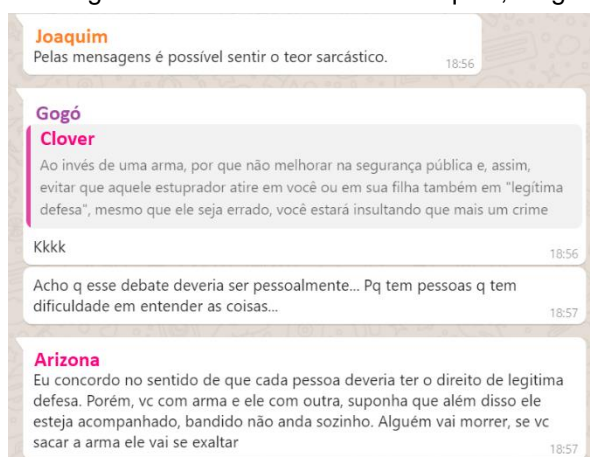 Joaquim
Pelas mensagens é possível sentir o teor sarcástico.
18:56
Gogó
Clover
Ao invés de uma arma, por que não melhorar na segurança pública e, assim,
evitar que aquele estuprador atire em você ou em sua filha também em "legítima
defesa", mesmo que ele seja errado, você estará insultando que mais um crime
Kkkk
18:56
Acho q esse debate deveria ser pessoalmente... Pq tem pessoas q tem
dificuldade em entender as coisas...
18:57
Arizona
Eu concordo no sentido de que cada pessoa deveria ter o direito de legitima
defesa. Porém, vc com arma e ele com outra, suponha que além disso ele
esteja acompanhado, bandido não anda sozinho. Alguém vai morrer, se vc
sacar a arma ele vai se exaltar
18:57